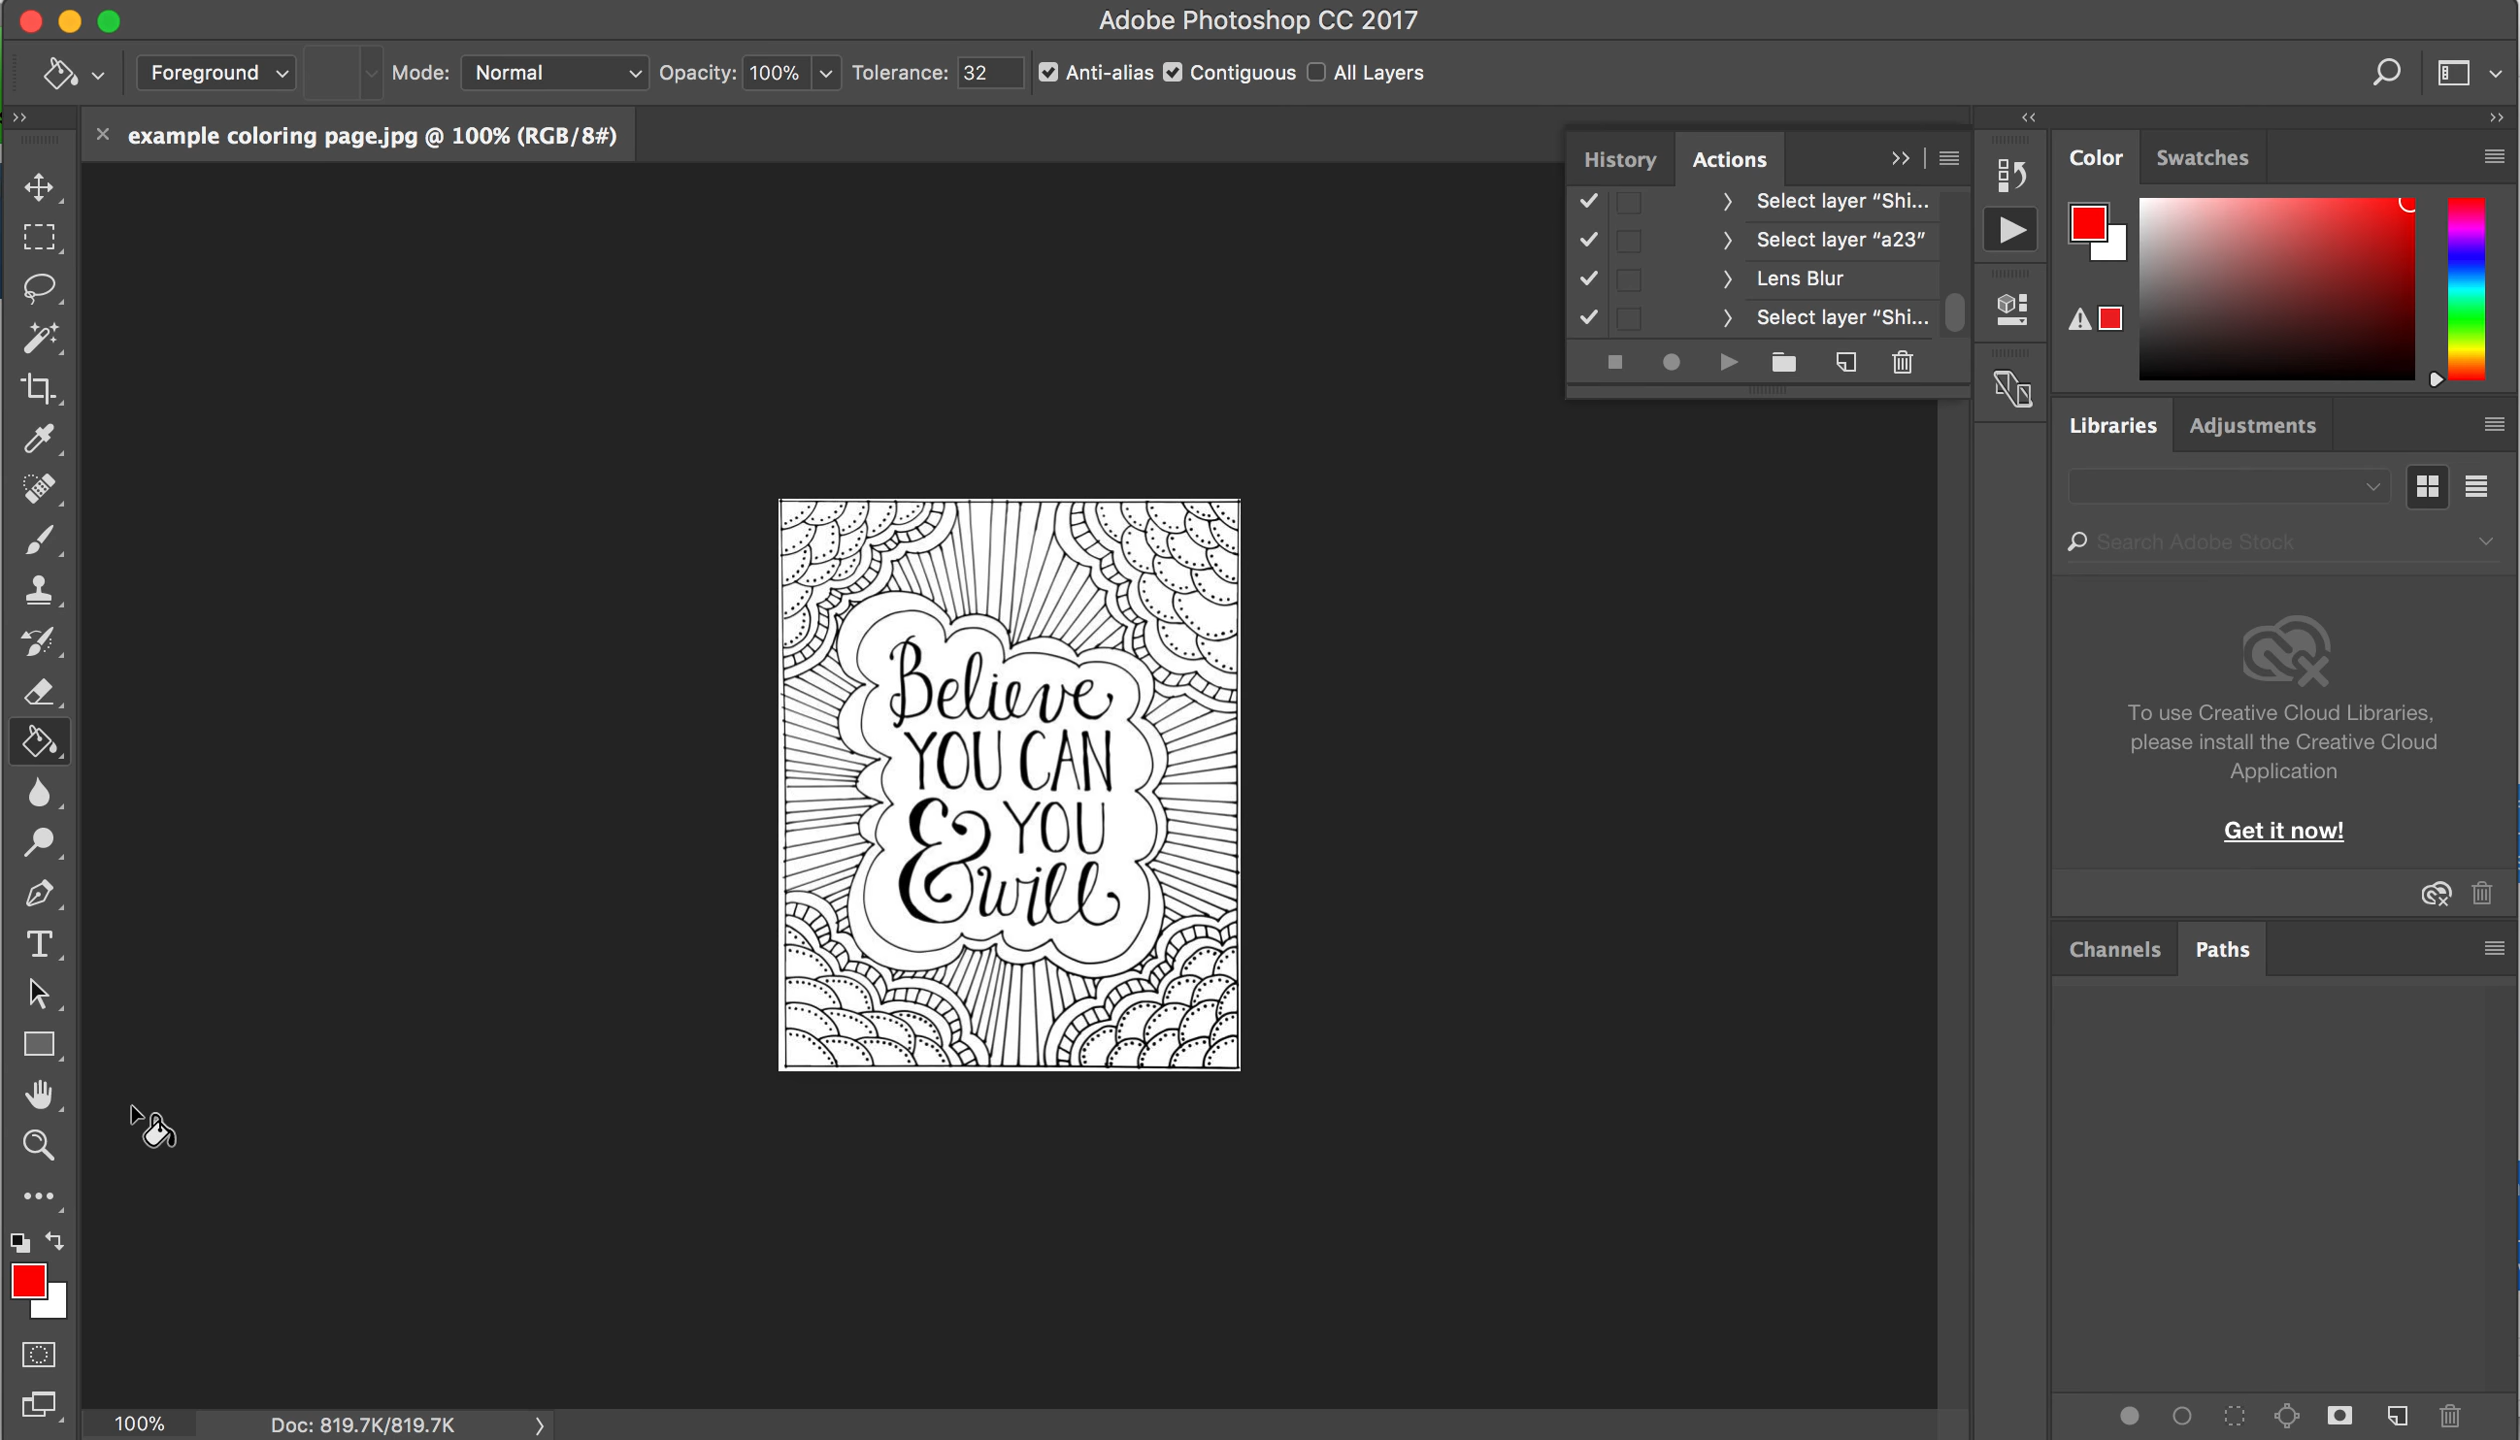 Adobe Photoshop CC 2017
Foreground Mode: Normal Opacity: 100% Tolerance: 32 Anti-alias Contiguous All Layers
example coloring page.jpg @ 100% (RGB/8#)
History Actions
Select layer “Shi...
Select layer “a23”
Lens Blur
Select layer “Shi...
Color Swatches
Libraries Adjustments
Search Adobe Stock
To use Creative Cloud Libraries,
please install the Creative Cloud
Application
Get it now!
Channels Paths
Believe
YOU CAN
& YOU
will
100% Doc: 819.7K/819.7K